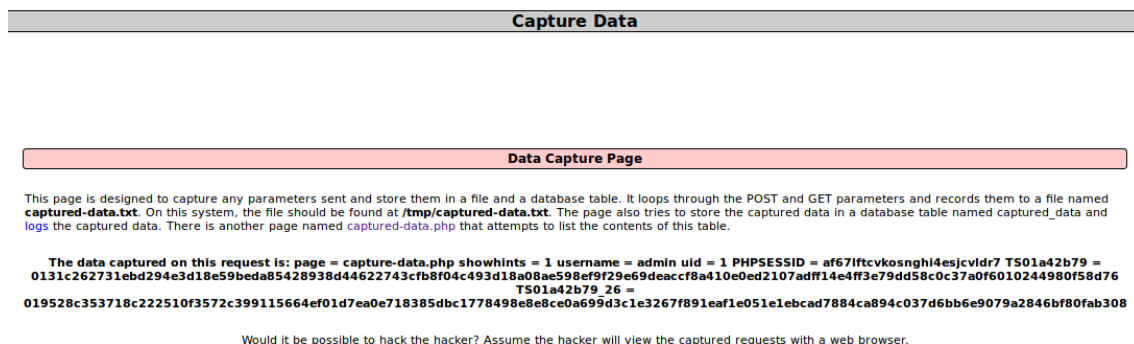 Capture Data
Data Capture Page
This page is designed to capture any parameters sent and store them in a file and a database table. It loops through the POST and GET parameters and records them to a file named
captured-data.txt. On this system, the file should be found at /tmp/captured-data.txt. The page also tries to store the captured data in a database table named captured_data and
logs the captured data. There is another page named captured-data.php that attempts to list the contents of this table.
The data captured on this request is: page = capture-data.php showhints = 1 username = admin uid = 1 PHPSESSID = af67lftcvkosnghi4esjcvldr7 TS01a42b79 =
0131c262731ebd294e3d18e59beda85428938d44622743cfb8f04c493d18a08ae598ef9f29e69deaccf8a410e0ed2107adff14e4ff3e79dd58c0c37a0f6010244980f58d76
TS01a42b79_26 =
019528c353718c222510f3572c399115664ef01d7ea0e718385dbc1778498e8e8ce0a699d3c1e3267f891eaf1e051e1ebcad7884ca894c037d6bb6e9079a2846bf80fab308
Would it be possible to hack the hacker? Assume the hacker will view the captured requests with a web browser.